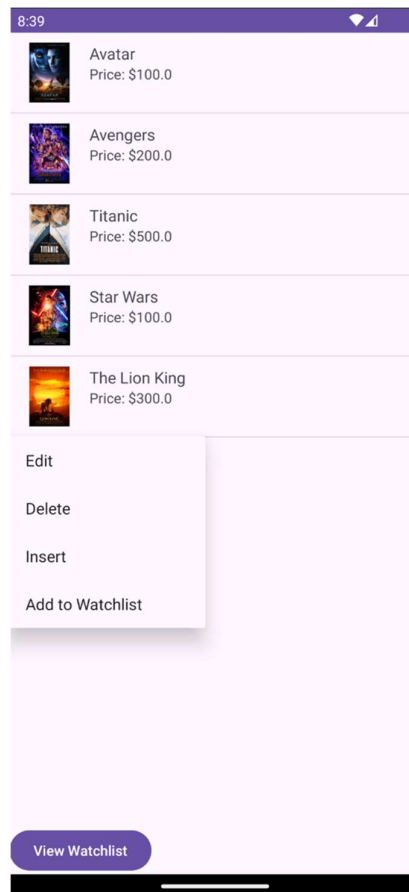 8:39
Avatar
Price: $100.0
Avengers
Price: $200.0
Titanic
Price: $500.0
TITANIC
Star Wars
Price: $100.0
The Lion King
Price: $300.0
Edit
Delete
Insert
Add to Watchlist
View Watchlist